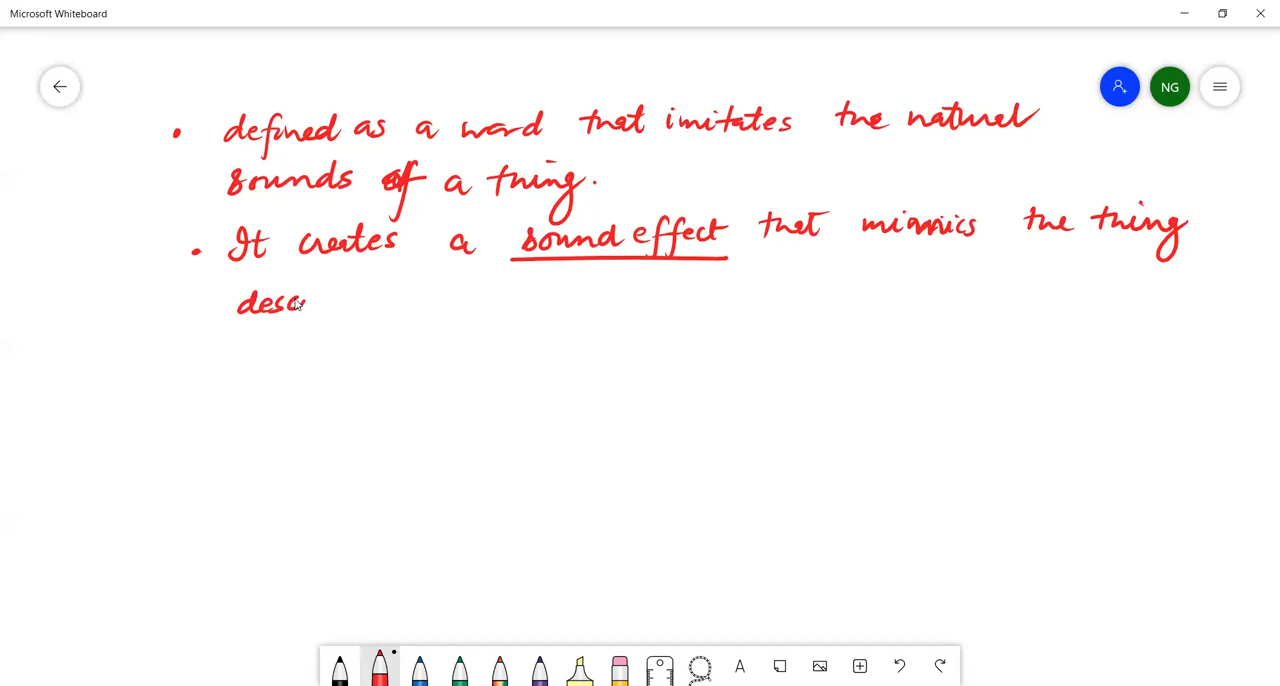 Microsoft Whiteboard
NG
• defined as a word that imitates the natural
sounds of a thing.
• It creates a sound effect that mimics the thing
desc
A